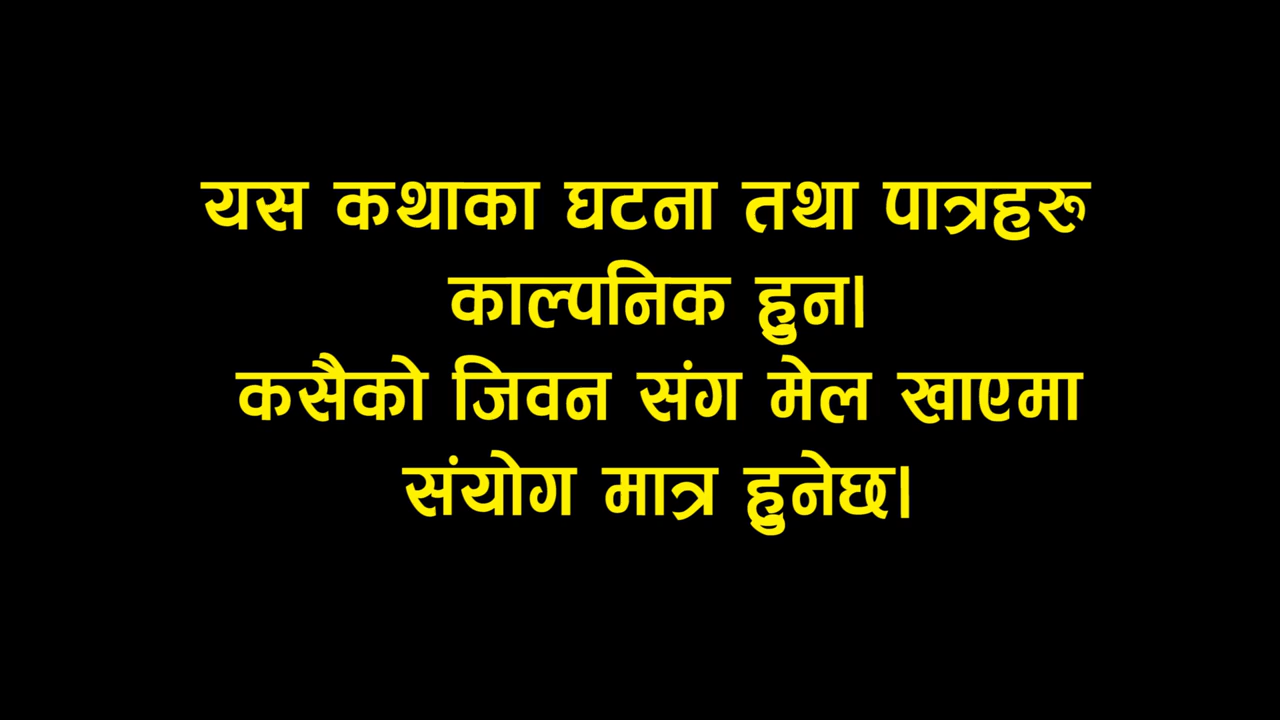 यस कथाका घटना तथा पात्रहरु
काल्पनिक हुन।
कसैको जिवन संग मेल खाएमा
संयोग मात्र हुनेछ।